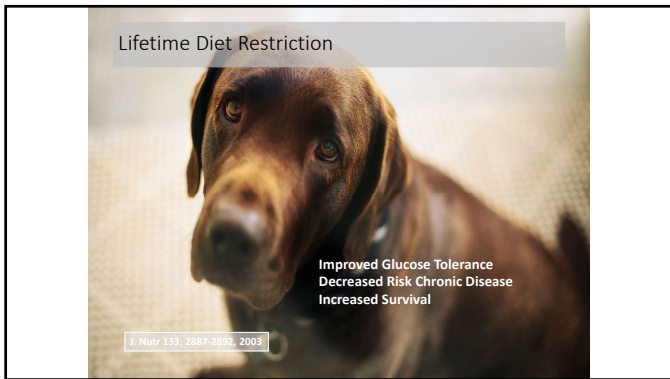 Lifetime Diet Restriction
Improved Glucose Tolerance
Decreased Risk Chronic Disease
Increased Survival
J. Nutr 133; 2887-2892, 2003